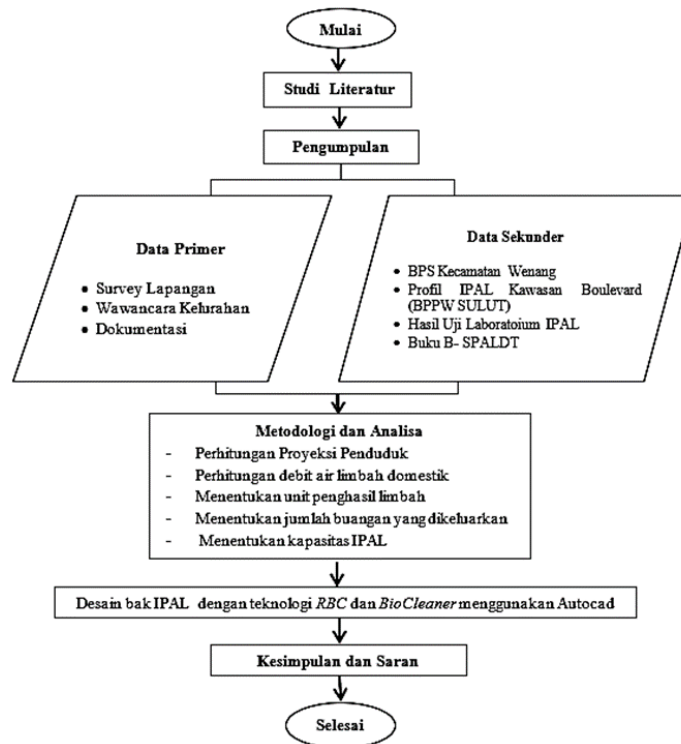 Mulai
Studi Literatur
Pengumpulan
Data Primer
• Survey Lapangan
• Wawancara Kelurahan
• Dokumentasi
Data Sekunder
• BPS Kecamatan Wenang
• Profil IPAL Kawasan Boulevard
(BPPW SULUT)
• Hasil Uji Laboratoium IPAL
• Buku B- SPALDT
Metodologi dan Analisa
- Perhitungan Proyeksi Penduduk
- Perhitungan debit air limbah domestik
- Menentukan unit penghasil limbah
- Menentukan jumlah buangan yang dikeluarkan
- Menentukan kapasitas IPAL
Desain bak IPAL dengan teknologi RBC dan BioCleaner menggunakan Autocad
Kesimpulan dan Saran
Selesai